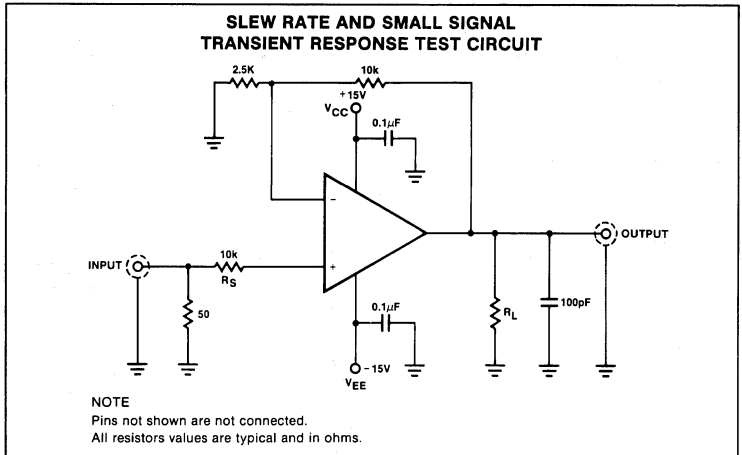 SLEW RATE AND SMALL SIGNAL
TRANSIENT RESPONSE TEST CIRCUIT
2.5K
10k
+15V
VCC
0.1μF
−
10k
INPUT
RS
+
OUTPUT
50
0.1μF
RL
100pF
−15V
VEE
NOTE
Pins not shown are not connected.
All resistors values are typical and in ohms.